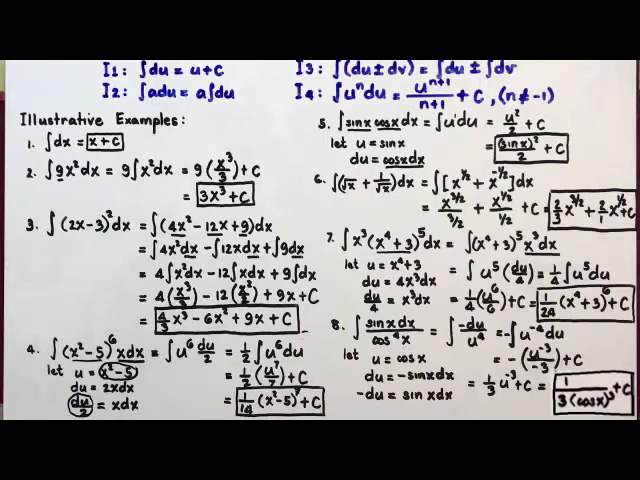 I1: ∫du = u+C
I2: ∫adu = a∫du
I3: ∫(du ± dv) = ∫du ± ∫dv
I4: ∫uⁿdu = uⁿ⁺¹/n+1 + C, (n ≠ -1)
Illustrative Examples:
1. ∫dx = x + C
2. ∫9x²dx = 9∫x²dx = 9(x³/3) + C
= 3x³ + C
3. ∫(2x-3)²dx = ∫(4x² - 12x + 9)dx
= ∫4x²dx - ∫12xdx + ∫9dx
= 4∫x²dx - 12∫xdx + 9∫dx
= 4(x³/3) - 12(x²/2) + 9x + C
= 4/3 x³ - 6x² + 9x + C
4. ∫(x²-5)⁶ xdx = ∫u⁶ du/2 = 1/2 ∫u⁶du
let u = x²-5
= 1/2 (u⁷/7) + C
du = 2xdx
du/2 = xdx
= 1/14 (x²-5)⁷ + C
5. ∫sinx cosx dx = ∫u'du = u²/2 + C
let u = sinx
= (sinx)²/2 + C
du = cosxdx
6. ∫(√x + 1/√x)dx = ∫[x^1/2 + x^-1/2]dx
= x^3/2/3/2 + x^1/2/1/2 + C = 2/3 x^3/2 + 2/1 x^1/2 + C
7. ∫x³(x⁴+3)⁵dx = ∫(x⁴+3)⁵x³dx
let u = x⁴+3
= ∫u⁵(du/4) = 1/4 ∫u⁵du
du = 4x³dx
du/4 = x³dx
= 1/4(u⁶/6) + C = 1/24 (x⁴+3)⁶ + C
8. ∫sinxdx/cos⁴x = ∫-du/u⁴ = -∫u⁻⁴du
let u = cosx
= -(u⁻³/-3) + C
du = -sinxdx
-du = sinxdx
= 1/3 u⁻³ + C = 1/3(cosx)³ + C